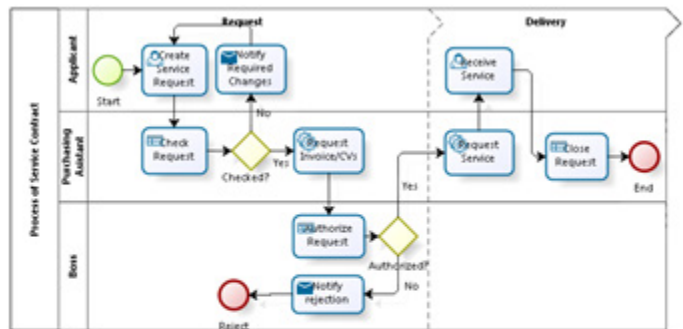 Request
Delivery
Process of Service Contract
Applicant
Start
Create
Service
Request
Notify
Required
Changes
Receive
Service
Purchasing
Asistant
Check
Request
No
Checked?
Yes
Request
Invoice/CVs
Yes
Request
Service
Close
Request
End
Boss
Authorize
Request
Authorized?
No
Notify
rejection
Reject